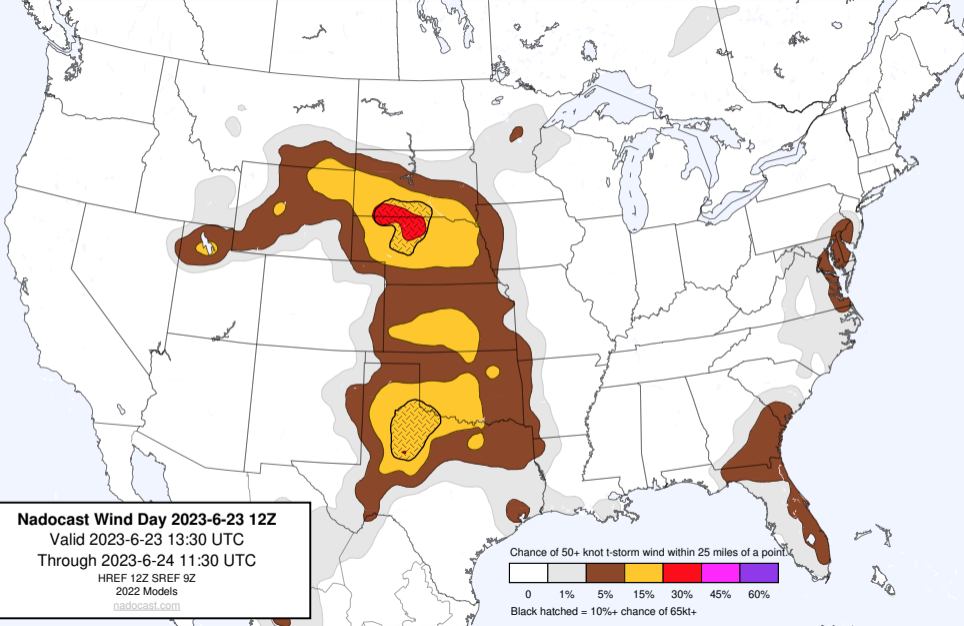 Nadocast Wind Day 2023-6-23 12Z
Valid 2023-6-23 13:30 UTC
Through 2023-6-24 11:30 UTC
HREF 12Z SREF 9Z
2022 Models
nadocast.com
Chance of 50+ knot t-storm wind within 25 miles of a point.
0 1% 5% 15% 30% 45% 60%
Black hatched = 10%+ chance of 65kt+